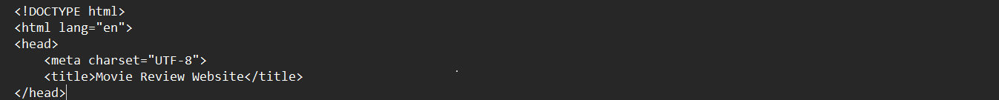 <!DOCTYPE html>
<html lang="en">
<head>
    <meta charset="UTF-8">
    <title>Movie Review Website</title>
</head>